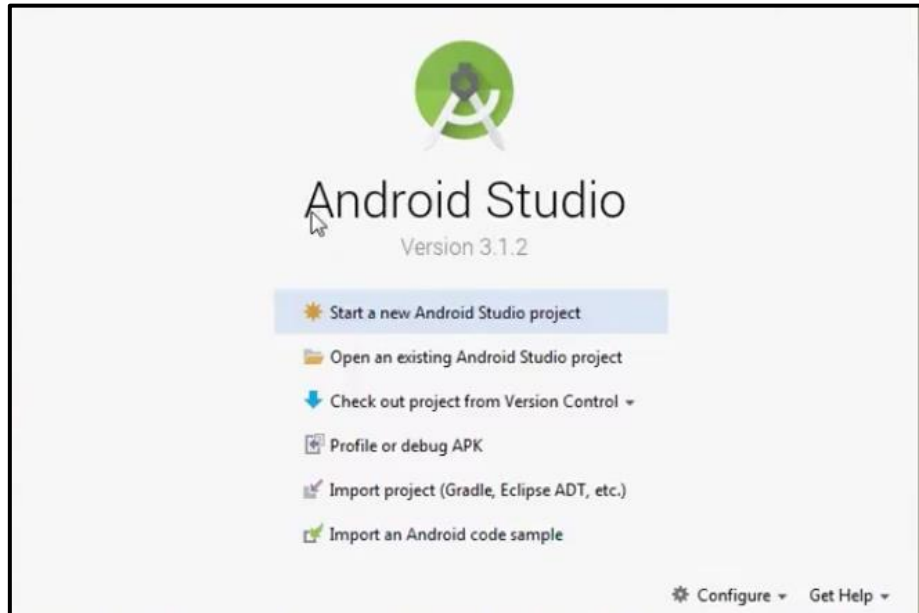 Android Studio
Version 3.1.2
Start a new Android Studio project
Open an existing Android Studio project
Check out project from Version Control
Profile or debug APK
Import project (Gradle, Eclipse ADT, etc.)
Import an Android code sample
Configure Get Help